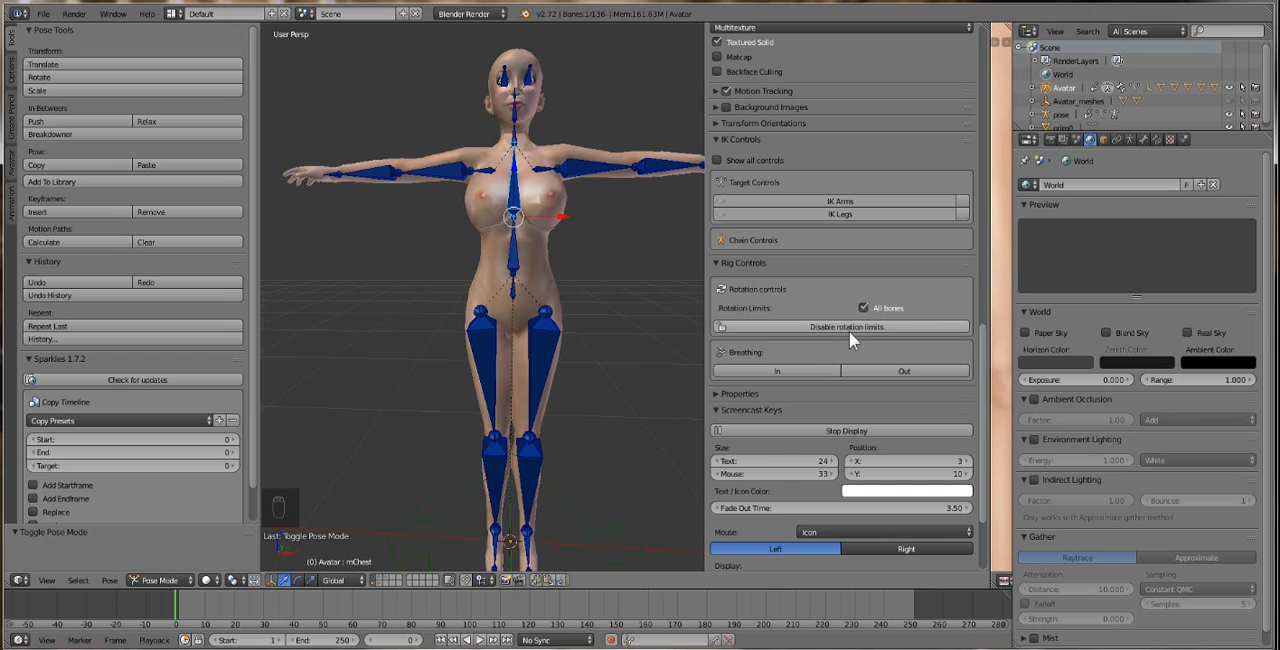 File Render Window Help Default Scene Blender Render v2.72 | Bones:1/136 | Mem:161.83M | Avatar
Tools
Options
Grease Pencil
Avastar
Animation
Pose Tools
Transform:
Translate
Rotate
Scale
In-Between:
Push Relax
Breakdowner
Pose:
Copy Paste
Add To Library
Keyframes:
Insert Remove
Motion Paths:
Calculate Clear
History
Undo Redo
Undo History
Repeat:
Repeat Last
History...
Sparkles 1.7.2
Check for updates
Copy Timeline
Copy Presets
Start: 0
End: 0
Target: 0
Add Startframe
Add Endframe
Replace
Toggle Pose Mode
User Persp
Last: Toggle Pose Mode
(0) Avatar : mChest
Multitexture
Textured Solid
Matcap
Backface Culling
Motion Tracking
Background Images
Transform Orientations
IK Controls
Show all controls
Target Controls
IK Arms
IK Legs
Chain Controls
Rig Controls
Rotation controls
Rotation Limits: All bones
Disable rotation limits
Breathing:
In Out
Properties
Screencast Keys
Stop Display
Size: Position:
Text: 24 X: 3
Mouse: 33 Y: 10
Text / Icon Color:
Fade Out Time: 3.50
Mouse: Icon
Left Right
Display:
View Search All Scenes
Scene
RenderLayers
World
Avatar
Avatar_meshes
pose
prim0
World
World F
Preview
World
Paper Sky Blend Sky Real Sky
Horizon Color: Zenith Color: Ambient Color:
Exposure: 0.000 Range: 1.000
Ambient Occlusion
Factor: 1.00 Add
Environment Lighting
Energy: 1.000 White
Indirect Lighting
Factor: 1.00 Bounces: 1
Only works with Approximate gather method
Gather
Raytrace Approximate
Attenuation: Sampling:
Distance: 10.000 Constant QMC
Falloff Samples: 5
Strength: 0.000
Mist
View Select Pose Pose Mode Global
-50 -40 -30 -20 -10 0 10 20 30 40 50 60 70 80 90 100 110 120 130 140 150 160 170 180 190 200 210 220 230 240 250 260 270 280
View Marker Frame Playback Start: 1 End: 250 0 No Sync